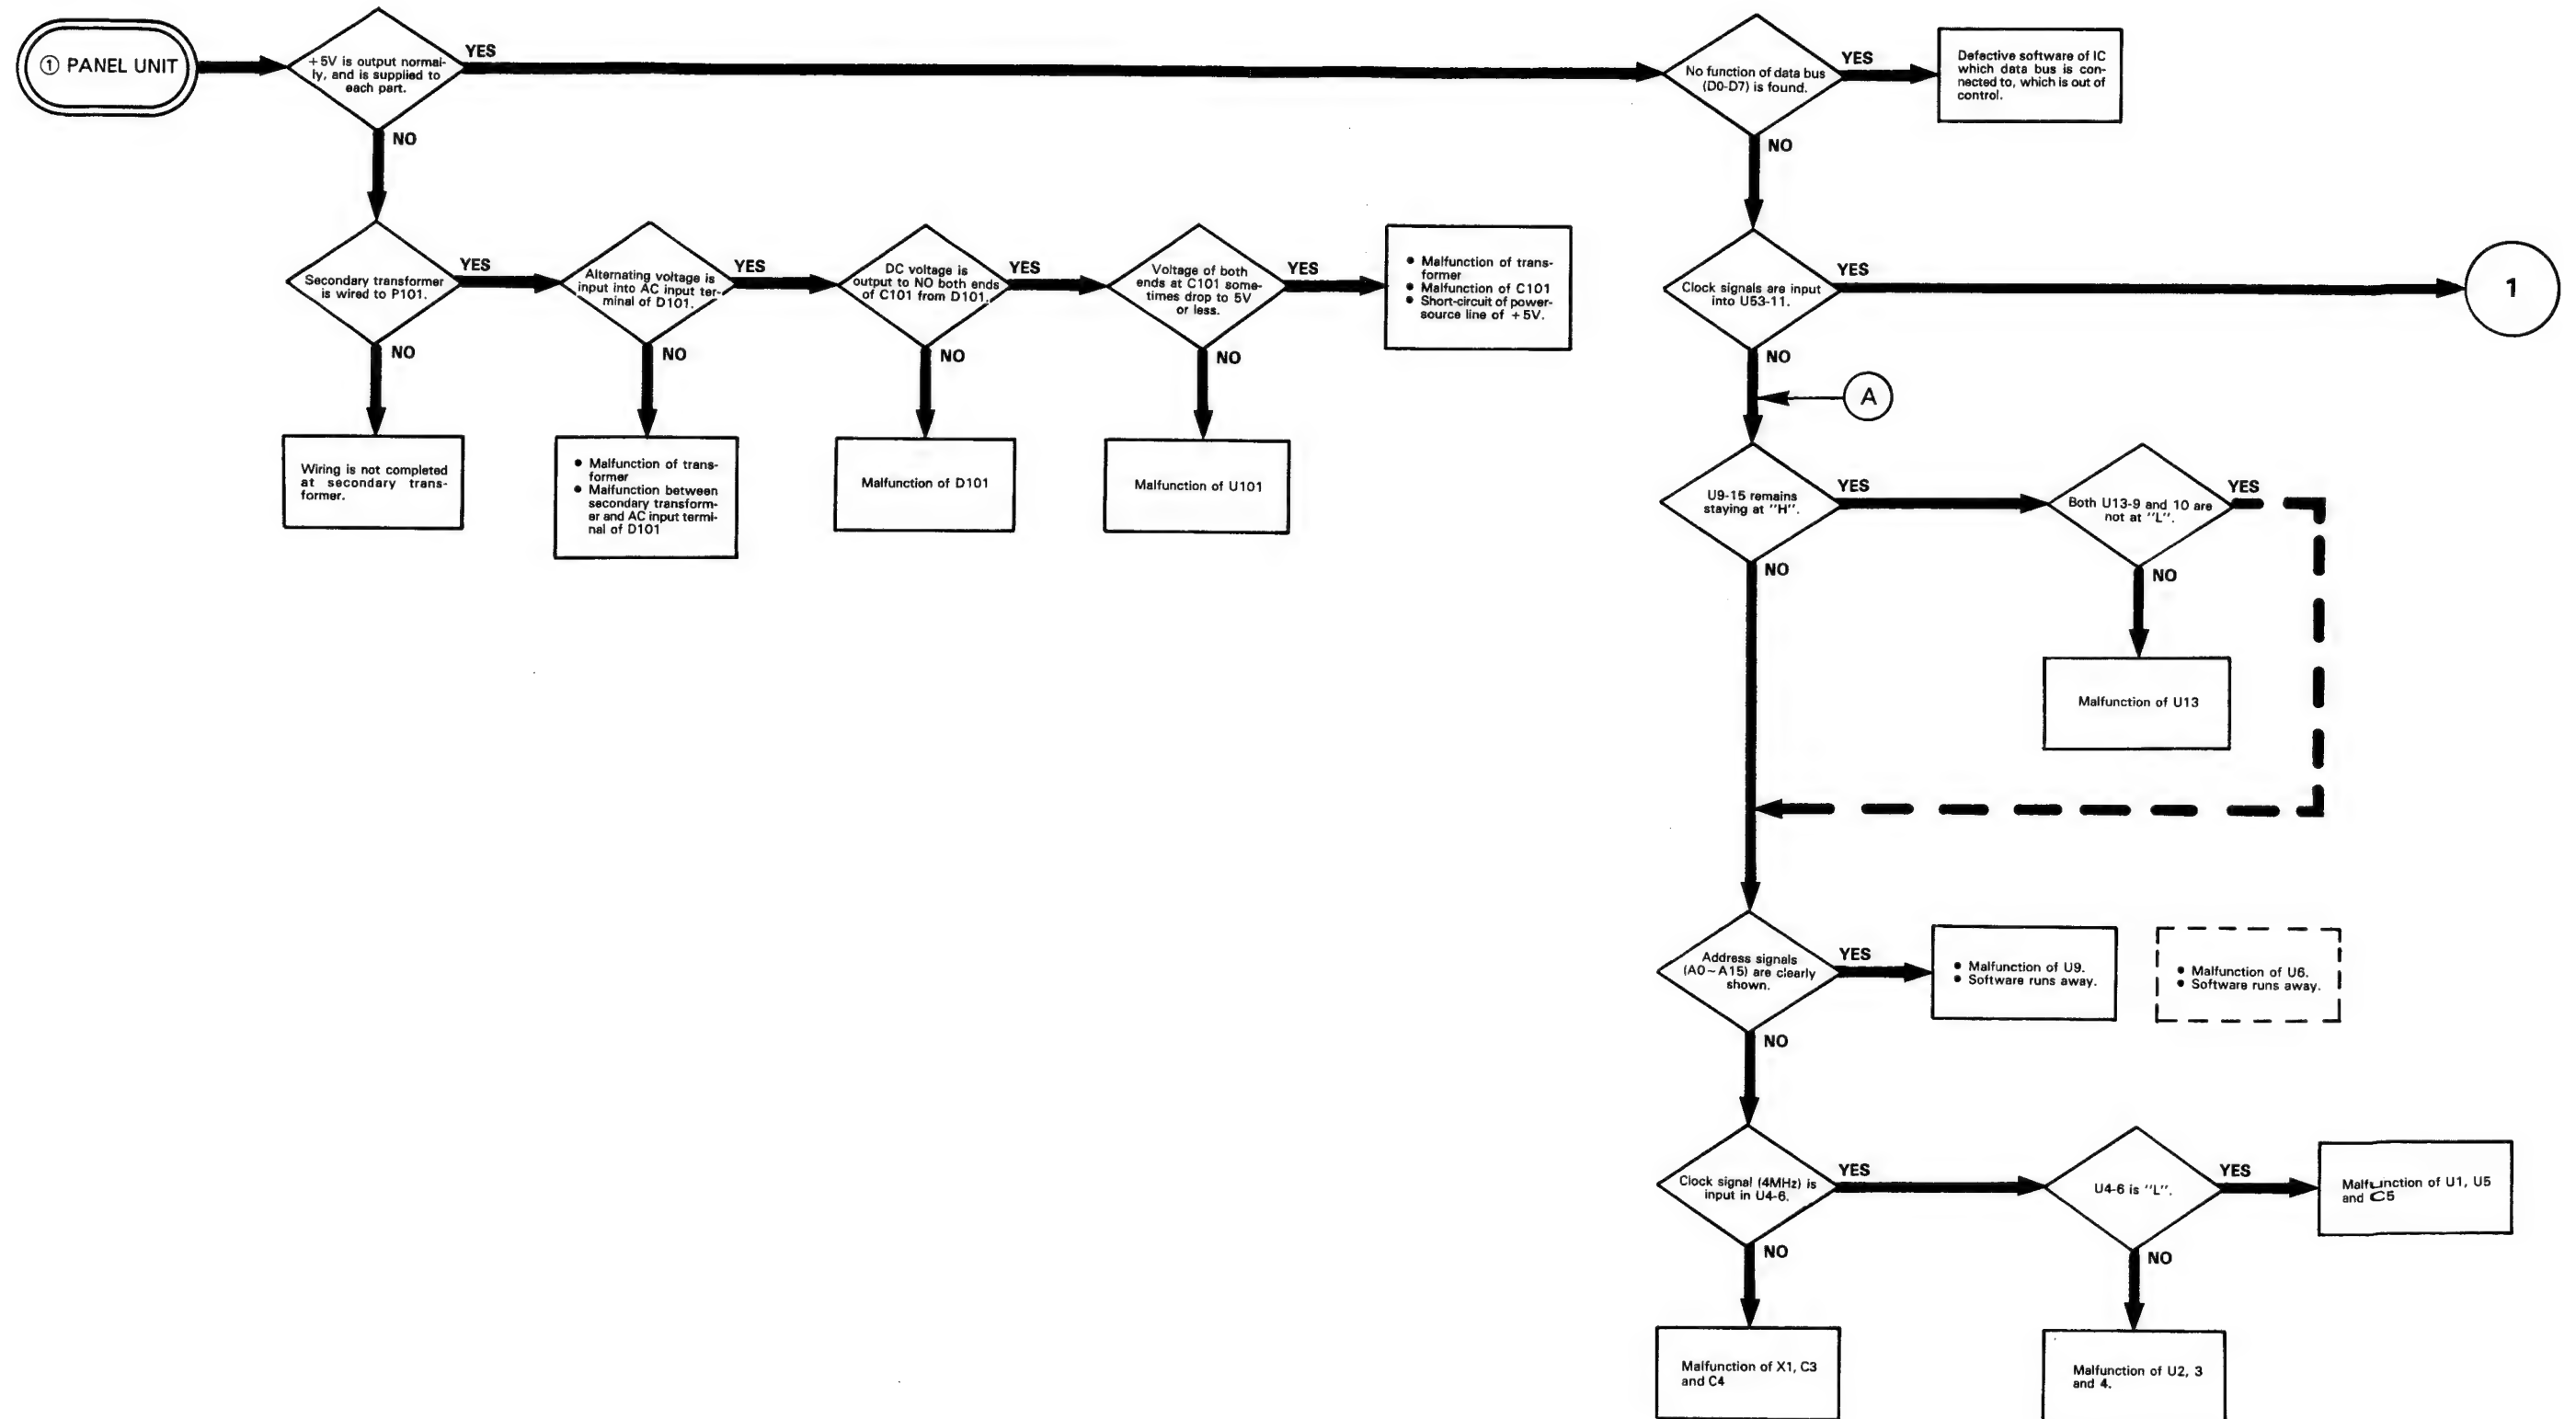 ① PANEL UNIT
+5V is output normal-
ly, and is supplied to
each part.
YES
NO
No function of data bus
(D0-D7) is found.
YES
NO
Defective software of IC
which data bus is con-
nected to, which is out of
control.
Secondary transformer
is wired to P101.
YES
NO
Alternating voltage is
input into AC input ter-
minal of D101.
YES
NO
DC voltage is
output to NO both ends
of C101 from D101.
YES
NO
Voltage of both
ends at C101 some-
times drop to 5V
or less.
YES
NO
● Malfunction of trans-
former
● Malfunction of C101
● Short-circuit of power-
source line of +5V.
Clock signals are input
into U53-11.
YES
NO
1
A
Wiring is not completed
at secondary trans-
former.
● Malfunction of trans-
former
● Malfunction between
secondary transform-
er and AC input termi-
nal of D101
Malfunction of D101
Malfunction of U101
U9-15 remains
staying at "H".
YES
NO
Both U13-9 and 10 are
not at "L".
YES
NO
Malfunction of U13
Address signals
(A0~A15) are clearly
shown.
YES
NO
● Malfunction of U9.
● Software runs away.
● Malfunction of U6.
● Software runs away.
Clock signal (4MHz) is
input in U4-6.
YES
NO
U4-6 is "L".
YES
NO
Malfunction of U1, U5
and C5
Malfunction of X1, C3
and C4
Malfunction of U2, 3
and 4.